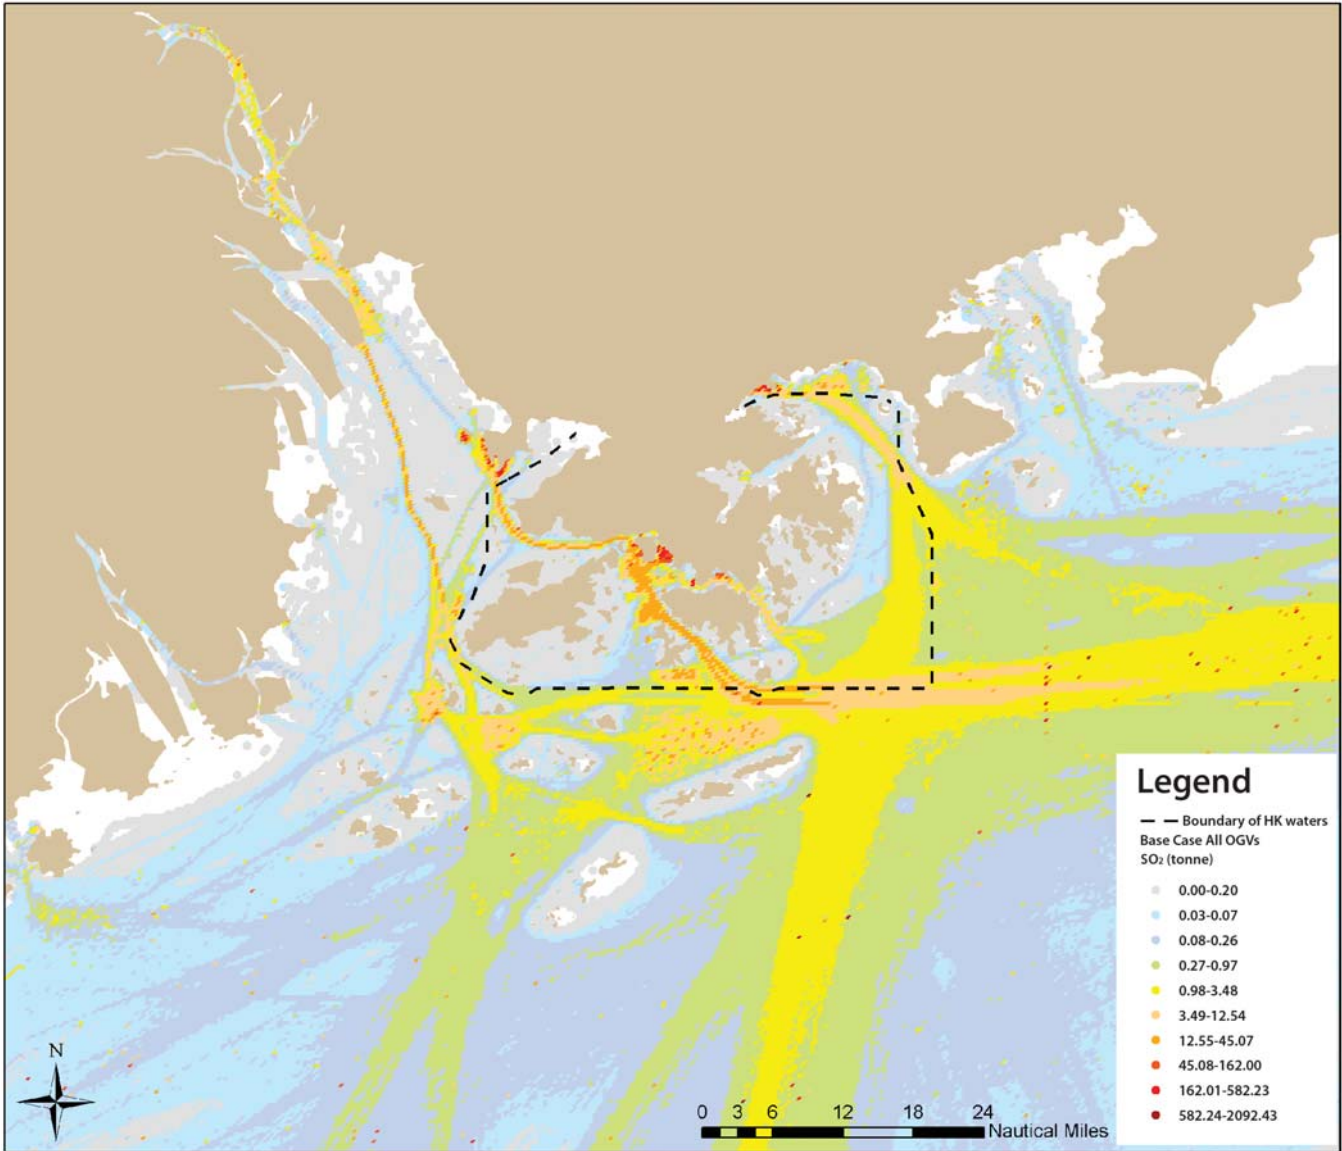 Legend
Boundary of HK waters
Base Case All OGVs
SO₂ (tonne)
0.00-0.20
0.03-0.07
0.08-0.26
0.27-0.97
0.98-3.48
3.49-12.54
12.55-45.07
45.08-162.00
162.01-582.23
582.24-2092.43
N
0 3 6 12 18 24
Nautical Miles